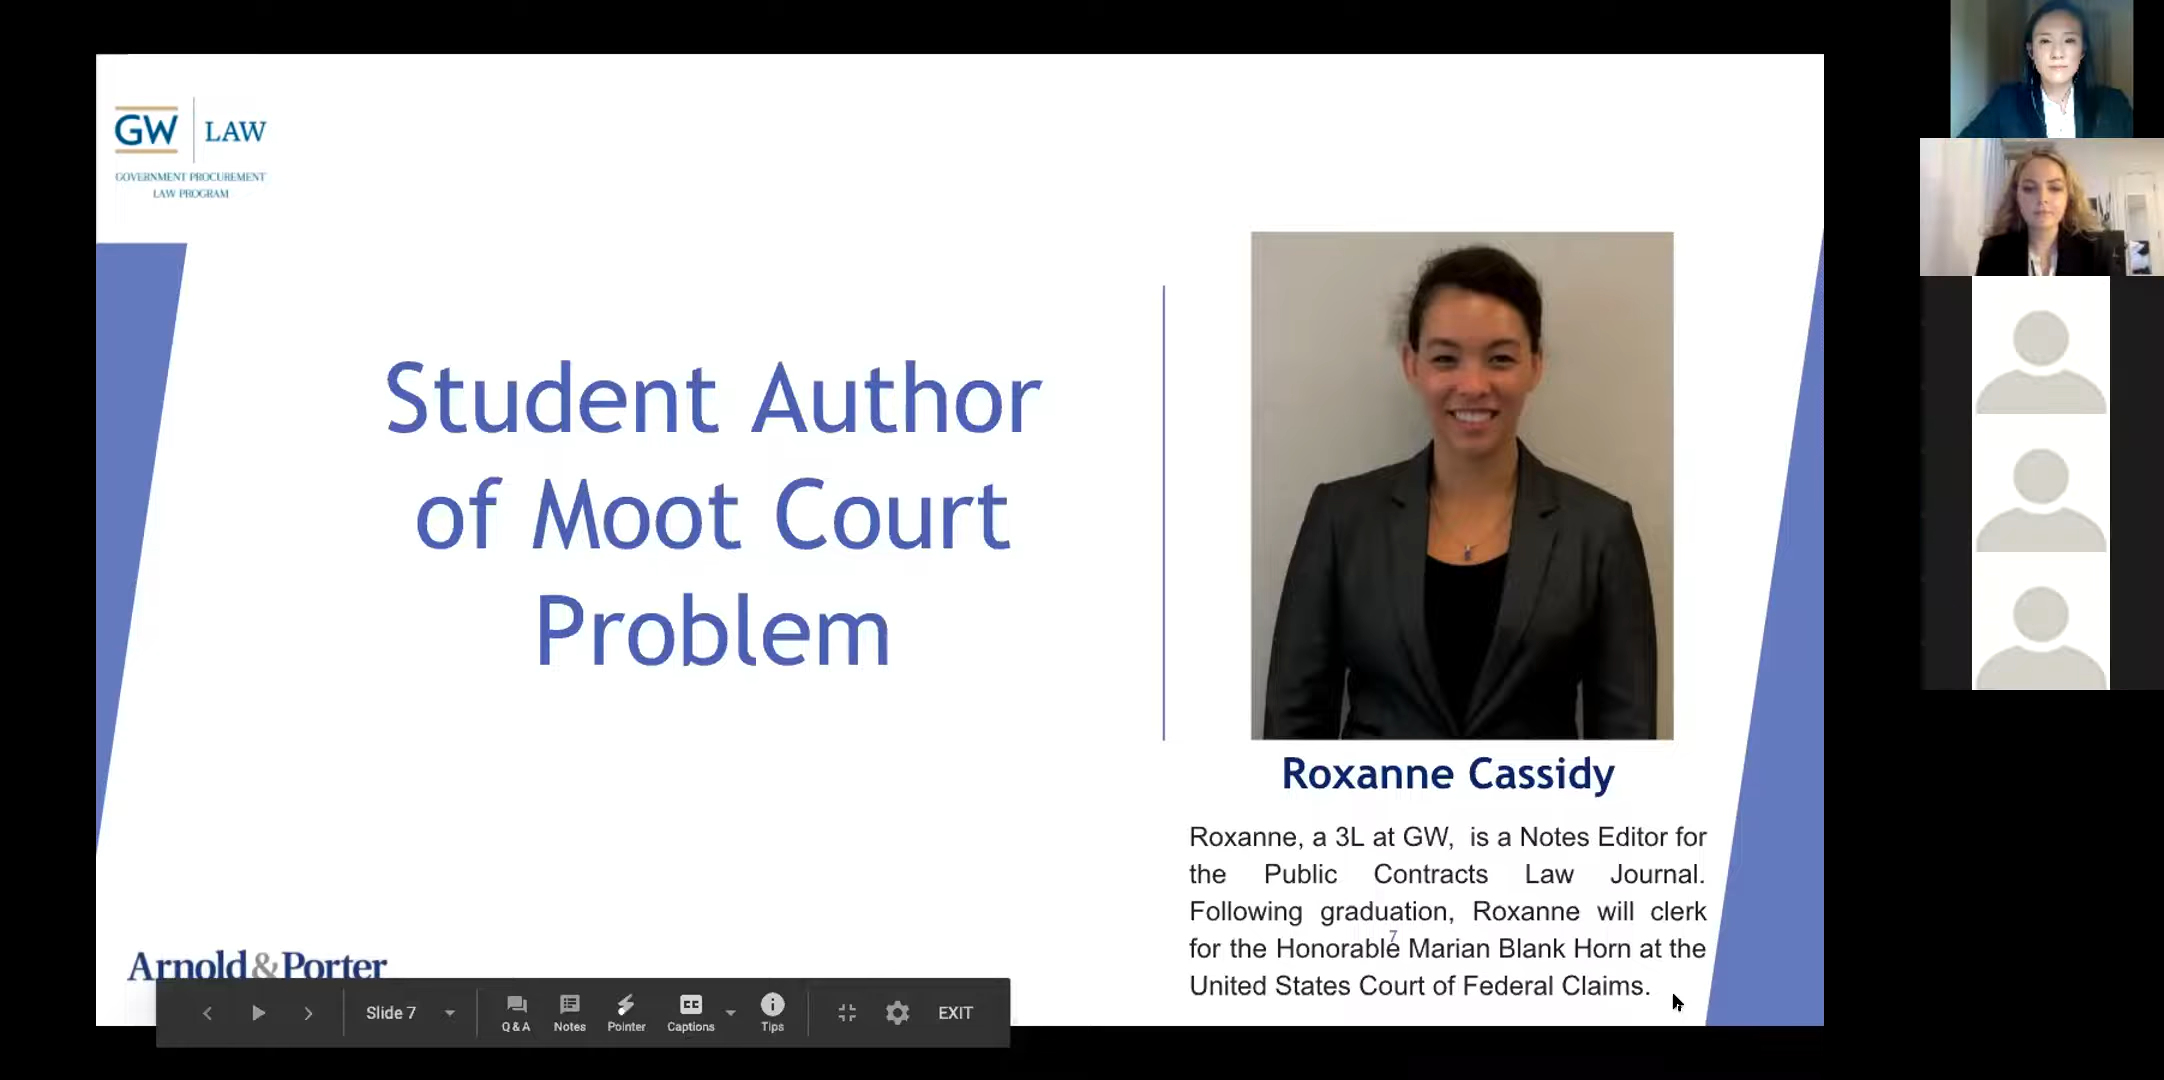 GW LAW
GOVERNMENT PROCUREMENT
LAW PROGRAM
Student Author
of Moot Court
Problem
Roxanne Cassidy
Roxanne, a 3L at GW, is a Notes Editor for
the Public Contracts Law Journal.
Following graduation, Roxanne will clerk
7
for the Honorable Marian Blank Horn at the
United States Court of Federal Claims.
Arnold&Porter
Slide 7
Q&A
Notes
Pointer
CC
Captions
Tips
EXIT